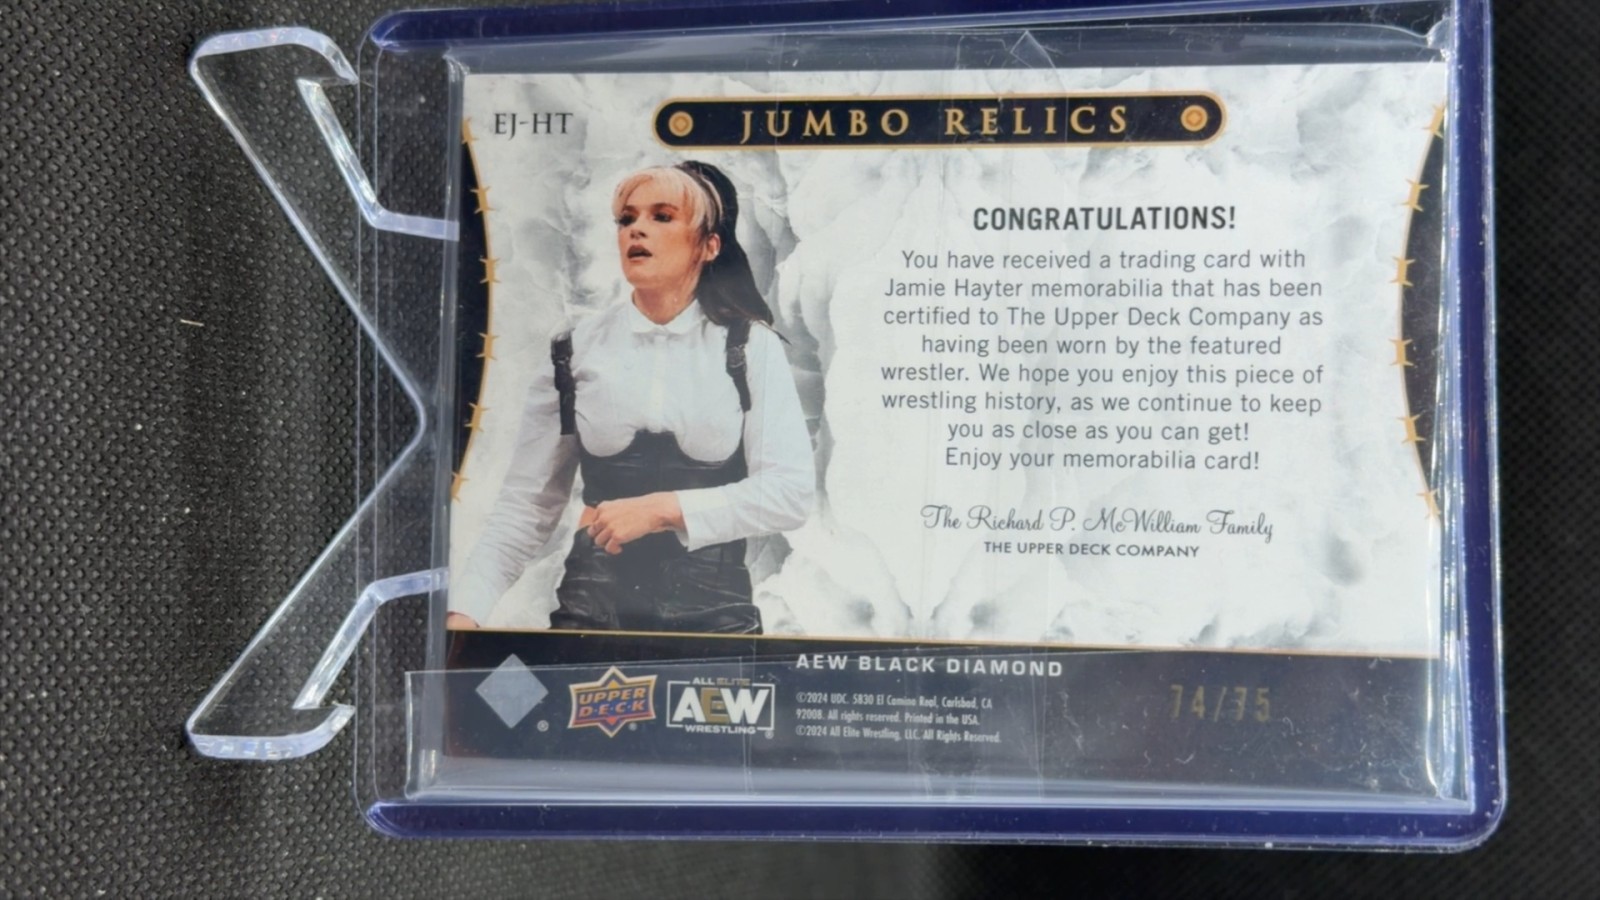 EJ-HT
JUMBO RELICS
CONGRATULATIONS!
You have received a trading card with
Jamie Hayter memorabilia that has been
certified to The Upper Deck Company as
having been worn by the featured
wrestler. We hope you enjoy this piece of
wrestling history, as we continue to keep
you as close as you can get!
Enjoy your memorabilia card!
The Richard P. McWilliam Family
THE UPPER DECK COMPANY
AEW BLACK DIAMOND
®
UPPER
D·E·C·K
®
ALL ELITE
AEW
WRESTLING
®
©2024 UDC. 5830 El Camino Real, Carlsbad, CA
92008. All rights reserved. Printed in the USA.
©2024 All Elite Wrestling, LLC. All Rights Reserved.
74/75